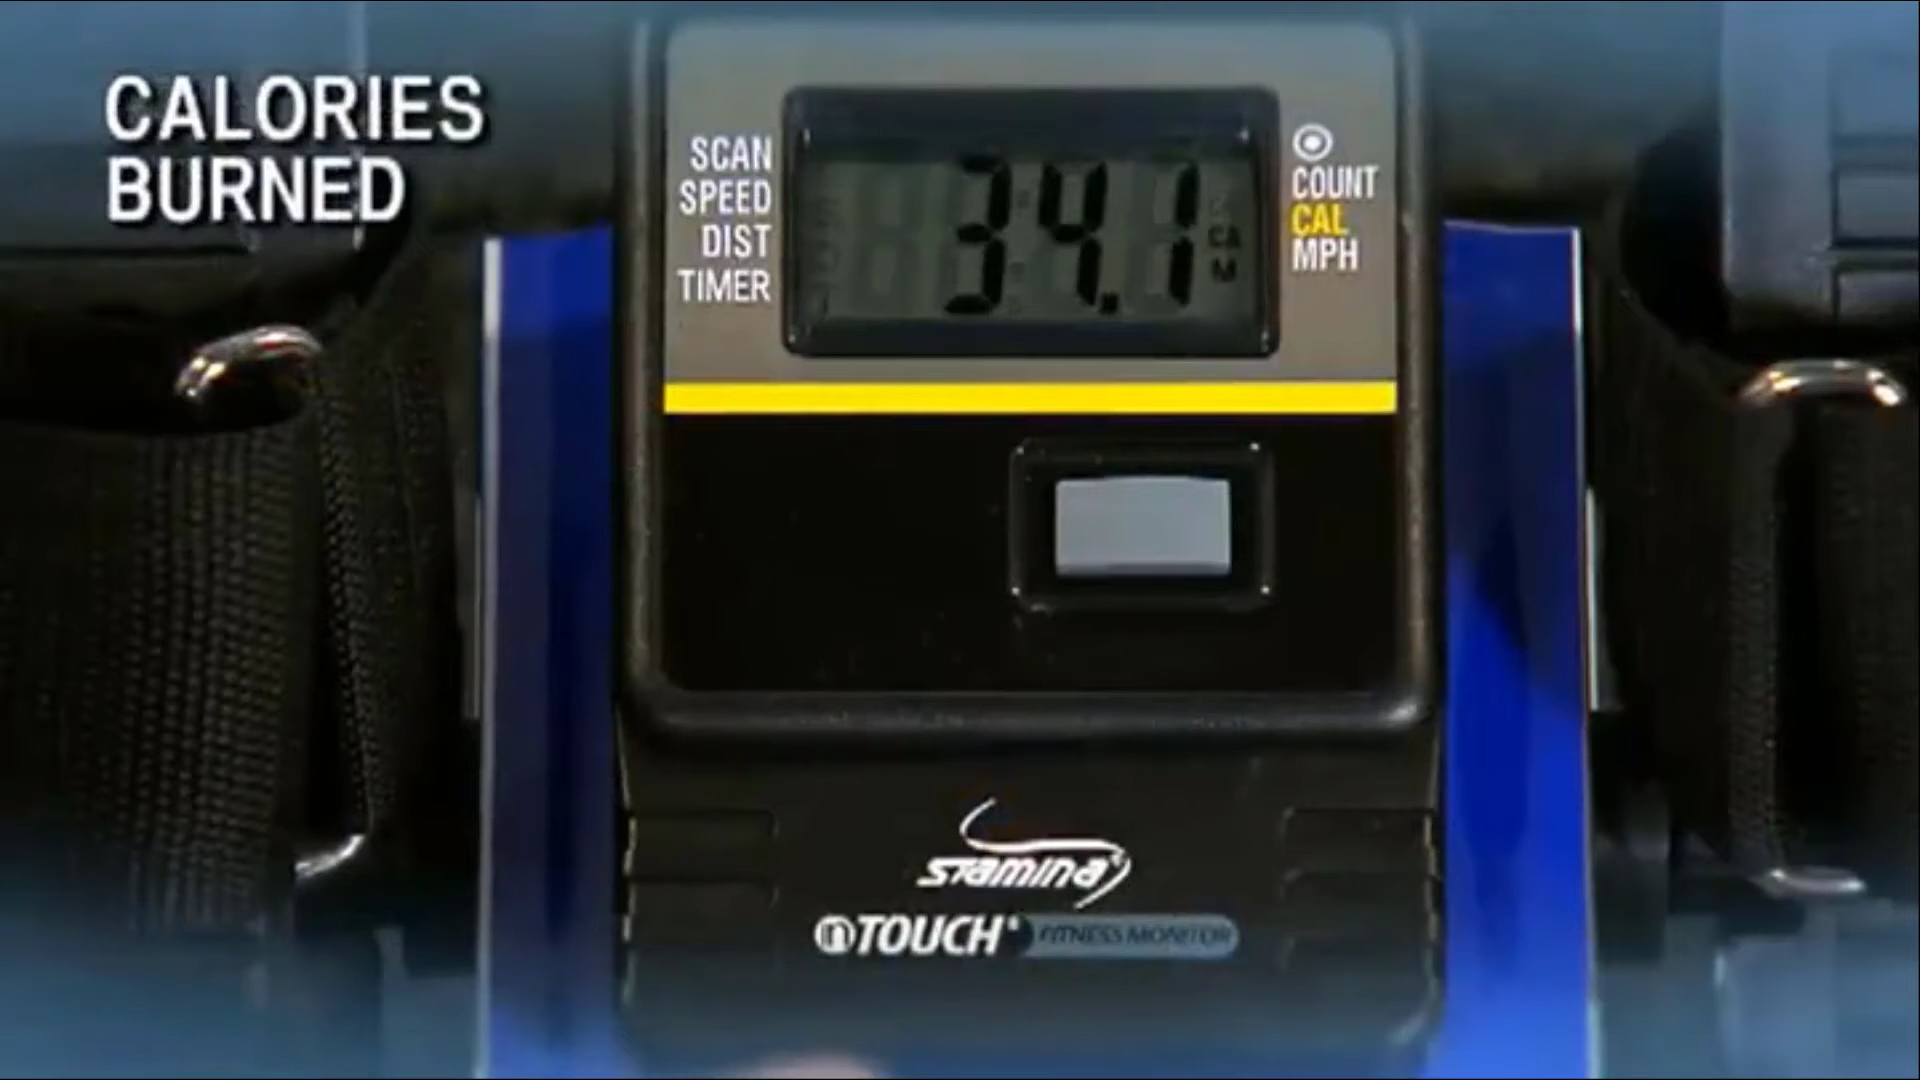 CALORIES
BURNED
SCAN
SPEED
DIST
TIMER
34.1
COUNT
CAL
MPH
STAMINA®
inTOUCH® FITNESS MONITOR